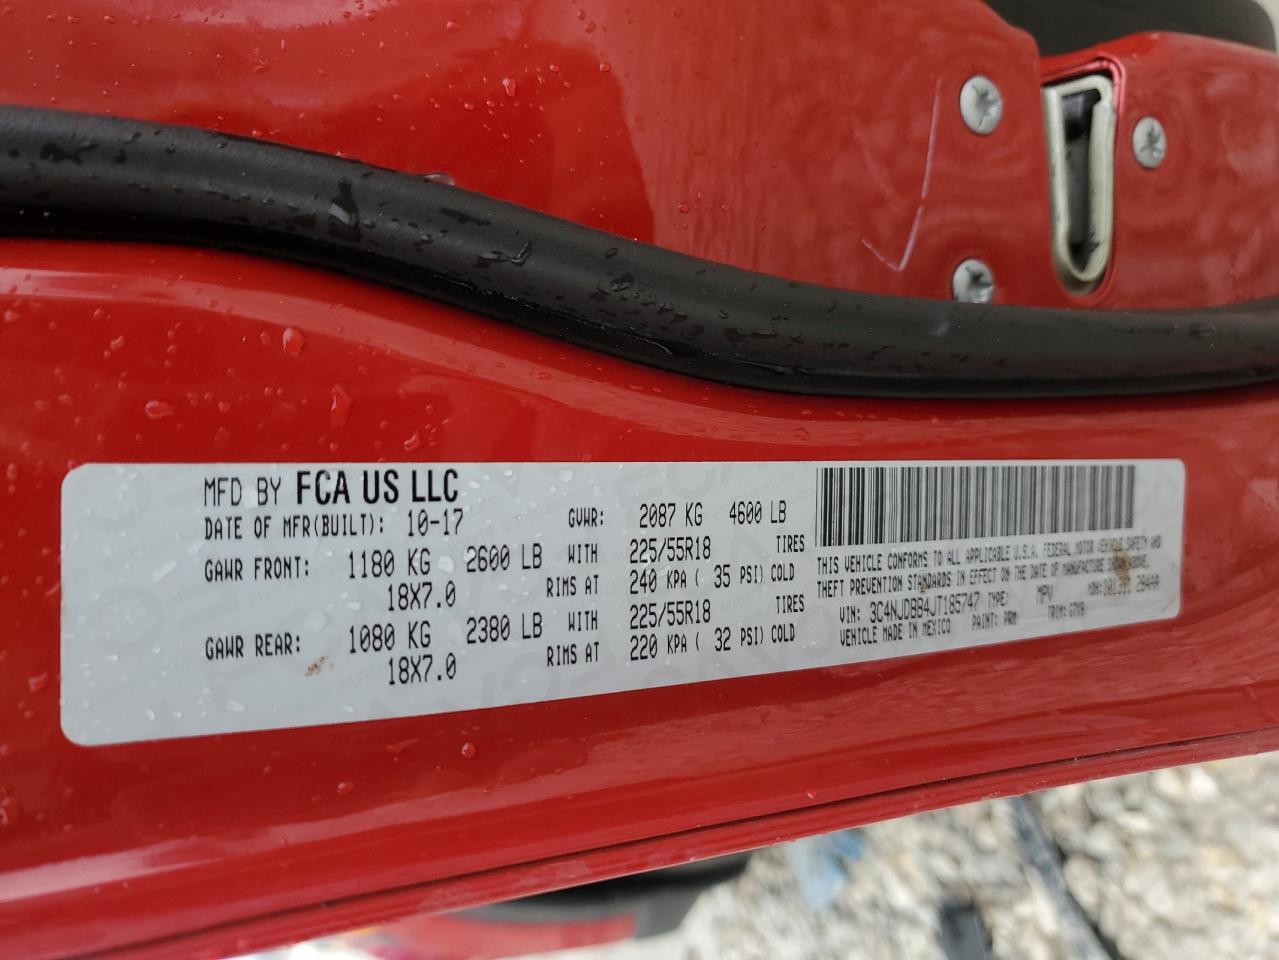 MFD BY FCA US LLC
DATE OF MFR(BUILT): 10-17 GVWR: 2087 KG 4600 LB
GAWR FRONT: 1180 KG 2600 LB WITH 225/55R18 TIRES
18X7.0 RIMS AT 240 KPA ( 35 PSI) COLD
GAWR REAR: 1080 KG 2380 LB WITH 225/55R18 TIRES
18X7.0 RIMS AT 220 KPA ( 32 PSI) COLD
THIS VEHICLE CONFORMS TO ALL APPLICABLE U.S.A. FEDERAL MOTOR VEHICLE SAFETY AND
THEFT PREVENTION STANDARDS IN EFFECT ON THE DATE OF MANUFACTURE SHOWN ABOVE.
VIN: 3C4NJDBB4JT185747 TYPE: MPV MDH: 
VEHICLE MADE IN MEXICO PAINT: PRM TRIM: